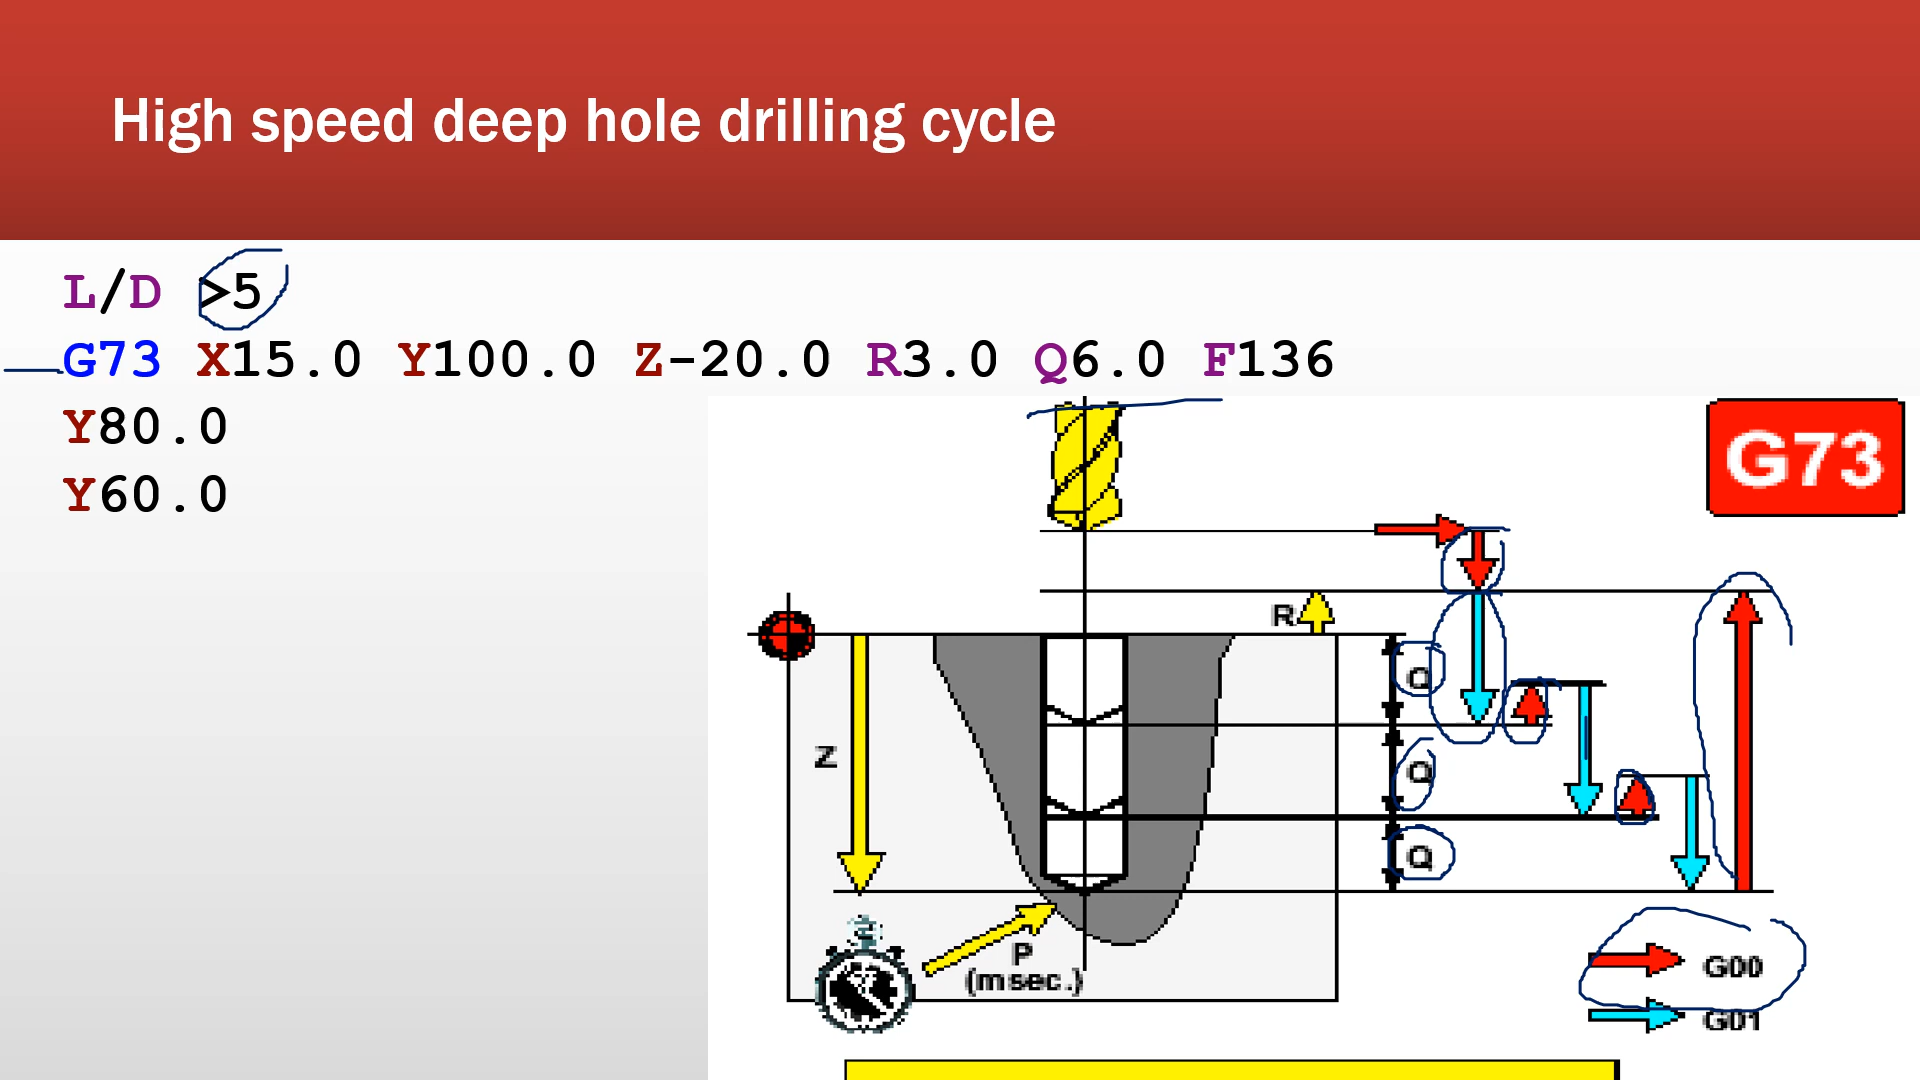 High speed deep hole drilling cycle
L/D >5
G73 X15.0 Y100.0 Z-20.0 R3.0 Q6.0 F136
Y80.0
Y60.0
G73
R
Q
Z
Q
Q
P
(msec.)
G00
G01